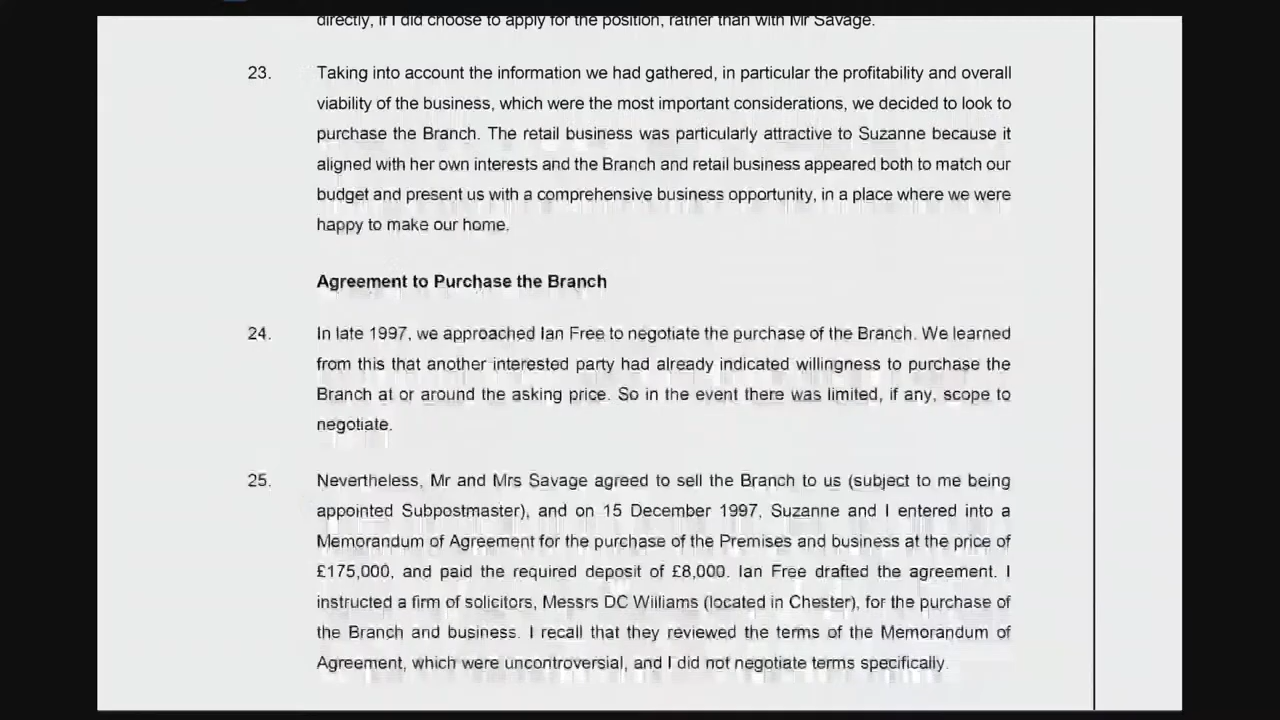 directly, if I did choose to apply for the position, rather than with Mr Savage.
23. Taking into account the information we had gathered, in particular the profitability and overall
viability of the business, which were the most important considerations, we decided to look to
purchase the Branch. The retail business was particularly attractive to Suzanne because it
aligned with her own interests and the Branch and retail business appeared both to match our
budget and present us with a comprehensive business opportunity, in a place where we were
happy to make our home.
Agreement to Purchase the Branch
24. In late 1997, we approached Ian Free to negotiate the purchase of the Branch. We learned
from this that another interested party had already indicated willingness to purchase the
Branch at or around the asking price. So in the event there was limited, if any, scope to
negotiate.
25. Nevertheless, Mr and Mrs Savage agreed to sell the Branch to us (subject to me being
appointed Subpostmaster), and on 15 December 1997, Suzanne and I entered into a
Memorandum of Agreement for the purchase of the Premises and business at the price of
£175,000, and paid the required deposit of £8,000. Ian Free drafted the agreement. I
instructed a firm of solicitors, Messrs DC Williams (located in Chester), for the purchase of
the Branch and business. I recall that they reviewed the terms of the Memorandum of
Agreement, which were uncontroversial, and I did not negotiate terms specifically.